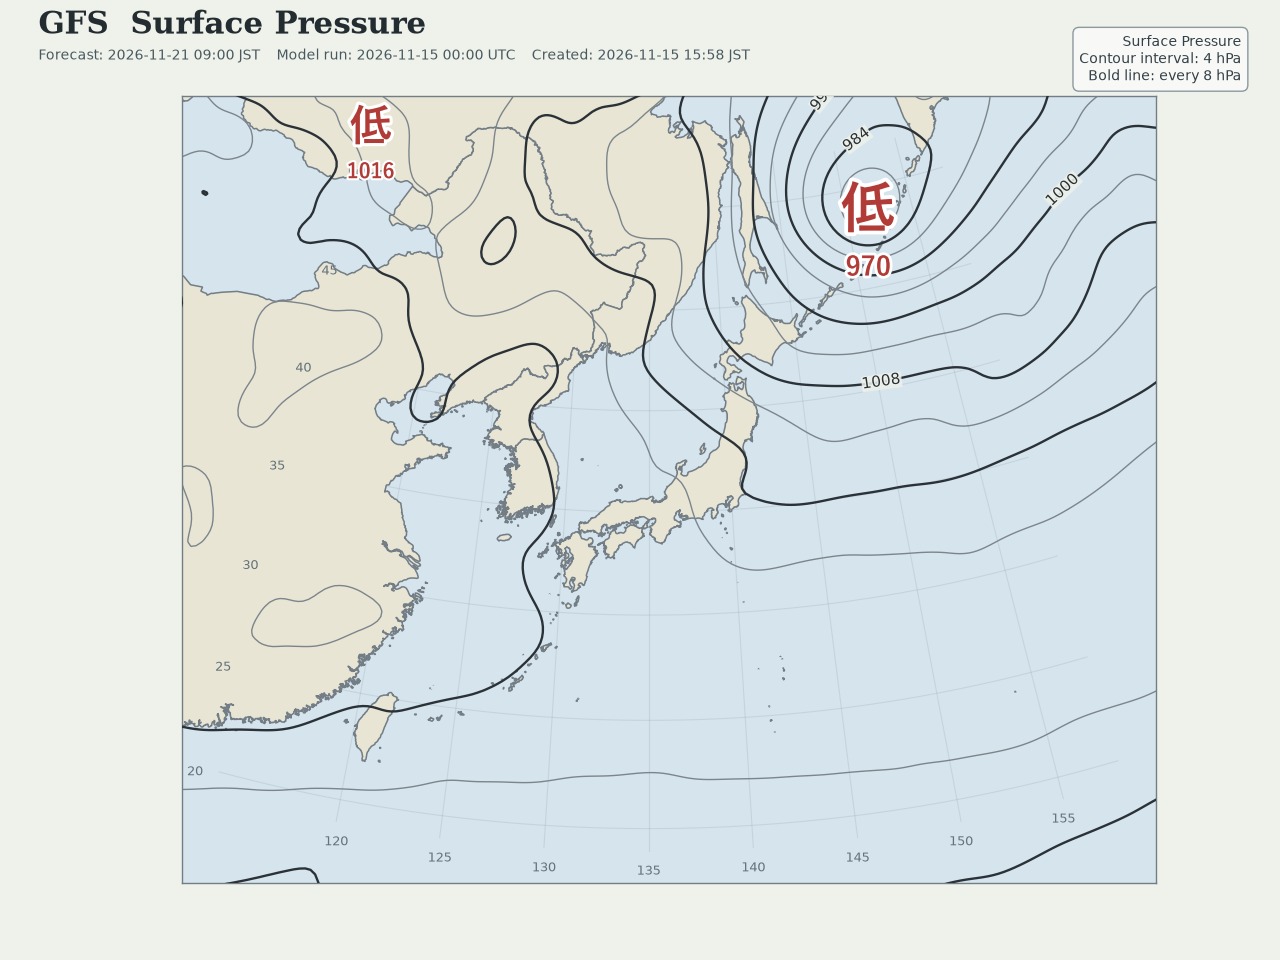 GFS Surface Pressure
Forecast: 2026-11-21 09:00 JST Model run: 2026-11-15 00:00 UTC Created: 2026-11-15 15:58 JST
Surface Pressure
Contour interval: 4 hPa
Bold line: every 8 hPa
低
1016
984
低
970
1000
1008
45
40
35
30
25
20
120
125
130
135
140
145
150
155